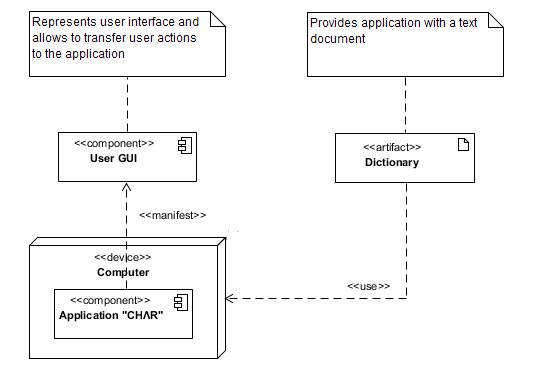 Represents user interface and
allows to transfer user actions
to the application
Provides application with a text
document
<<component>>
User GUI
<<artifact>>
Dictionary
<<manifest>>
<<device>>
Computer
<<use>>
<<component>>
Application "CHΛR"